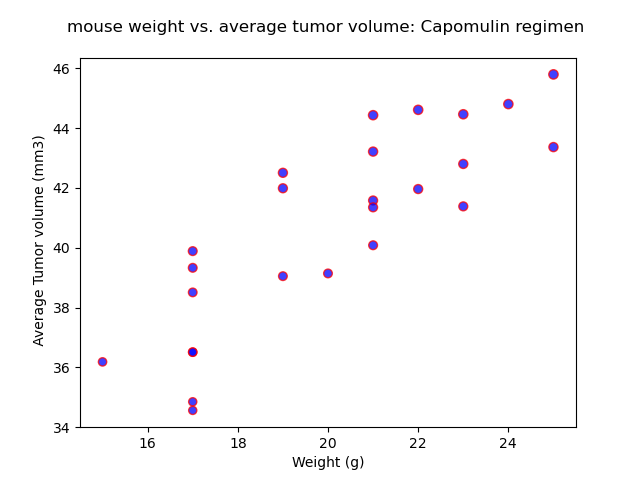 mouse weight vs. average tumor volume: Capomulin regimen
46
44
42
40
38
36
34
Average Tumor volume (mm3)
16 18 20 22 24
Weight (g)